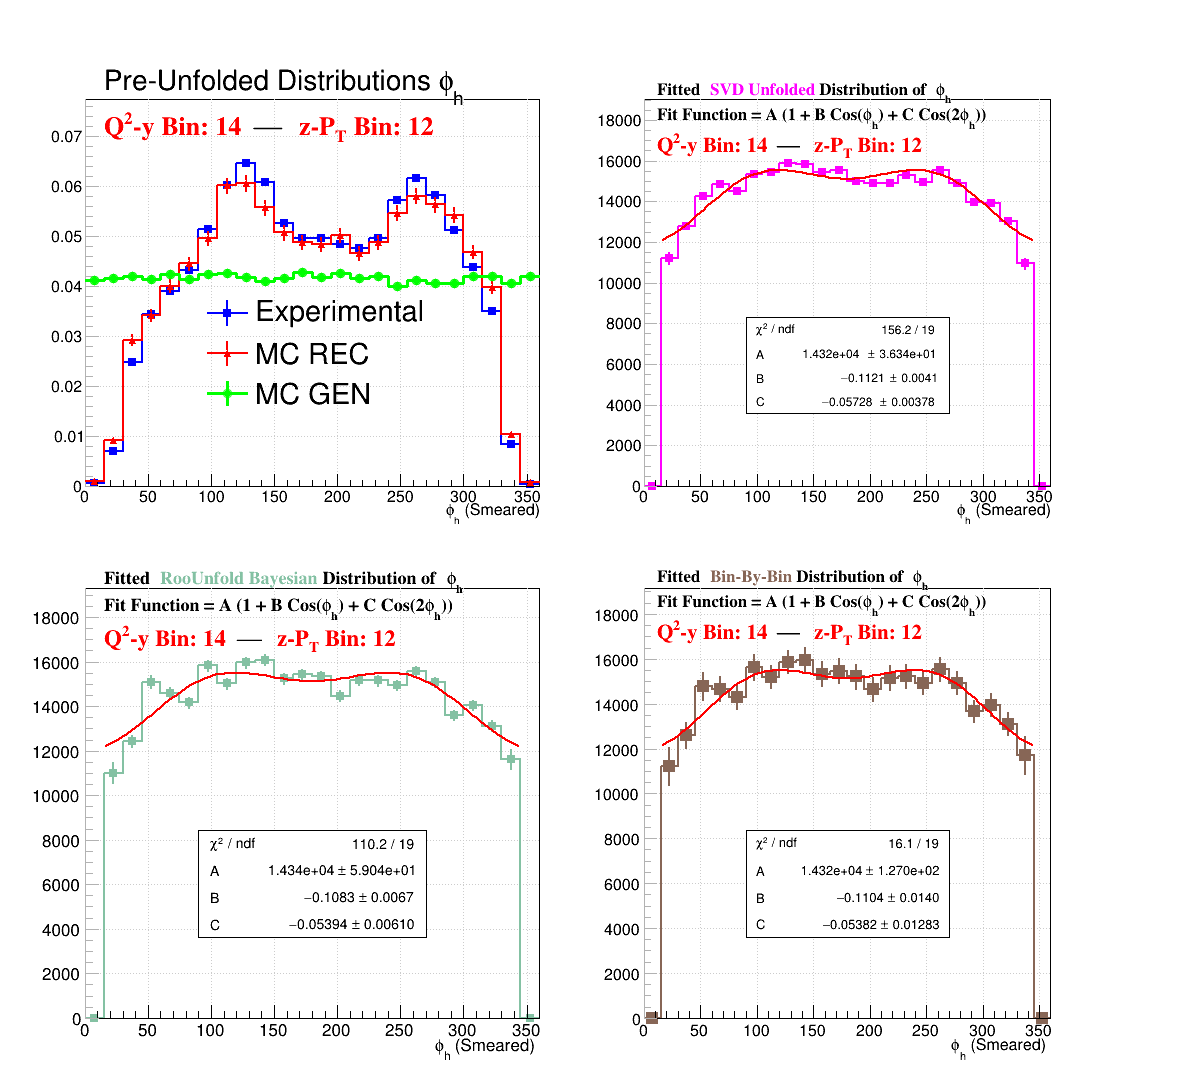 Pre-Unfolded Distributions ϕh
Q²-y Bin: 14 — z-PT Bin: 12
0.07
0.06
0.05
0.04
0.03
0.02
0.01
0
Experimental
MC REC
MC GEN
0 50 100 150 200 250 300 350
ϕh (Smeared)
Fitted SVD Unfolded Distribution of ϕh
Fit Function = A (1 + B Cos(ϕh) + C Cos(2ϕh))
Q²-y Bin: 14 — z-PT Bin: 12
18000
16000
14000
12000
10000
8000
6000
4000
2000
0
χ² / ndf 156.2 / 19
A 1.432e+04 ± 3.634e+01
B −0.1121 ± 0.0041
C −0.05728 ± 0.00378
0 50 100 150 200 250 300 350
ϕh (Smeared)
Fitted RooUnfold Bayesian Distribution of ϕh
Fit Function = A (1 + B Cos(ϕh) + C Cos(2ϕh))
Q²-y Bin: 14 — z-PT Bin: 12
18000
16000
14000
12000
10000
8000
6000
4000
2000
0
χ² / ndf 110.2 / 19
A 1.434e+04 ± 5.904e+01
B −0.1083 ± 0.0067
C −0.05394 ± 0.00610
0 50 100 150 200 250 300 350
ϕh (Smeared)
Fitted Bin-By-Bin Distribution of ϕh
Fit Function = A (1 + B Cos(ϕh) + C Cos(2ϕh))
Q²-y Bin: 14 — z-PT Bin: 12
18000
16000
14000
12000
10000
8000
6000
4000
2000
0
χ² / ndf 16.1 / 19
A 1.432e+04 ± 1.270e+02
B −0.1104 ± 0.0140
C −0.05382 ± 0.01283
0 50 100 150 200 250 300 350
ϕh (Smeared)